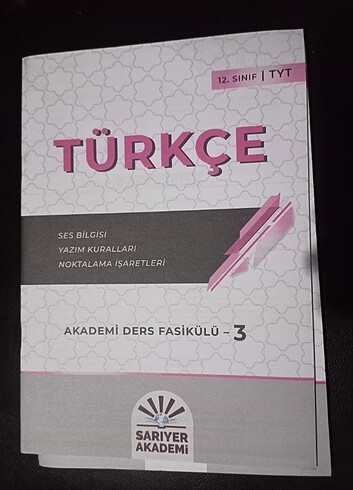 12. SINIF | TYT
TÜRKÇE
SES BİLGİSİ
YAZIM KURALLARI
NOKTALAMA İŞARETLERİ
AKADEMİ DERS FASİKÜLÜ – 3
SARIYER
AKADEMİ